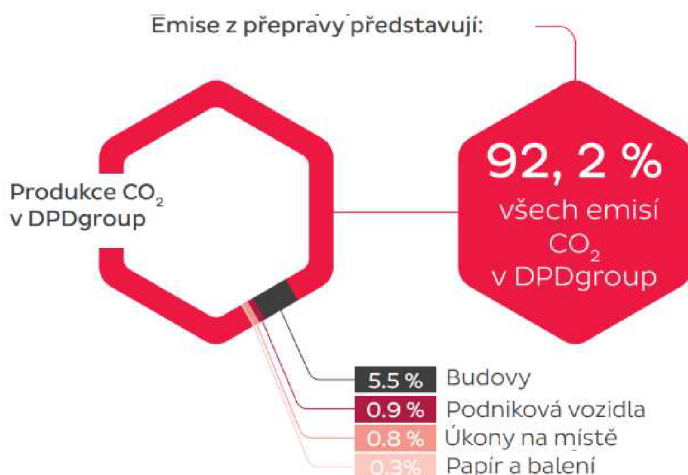 Emise z přepravy představují:
Produkce CO₂
v DPDgroup
92, 2 %
všech emisí
CO₂
v DPDgroup
5.5 % Budovy
0.9 % Podniková vozidla
0.8 % Úkony na místě
0.3% Papír a balení